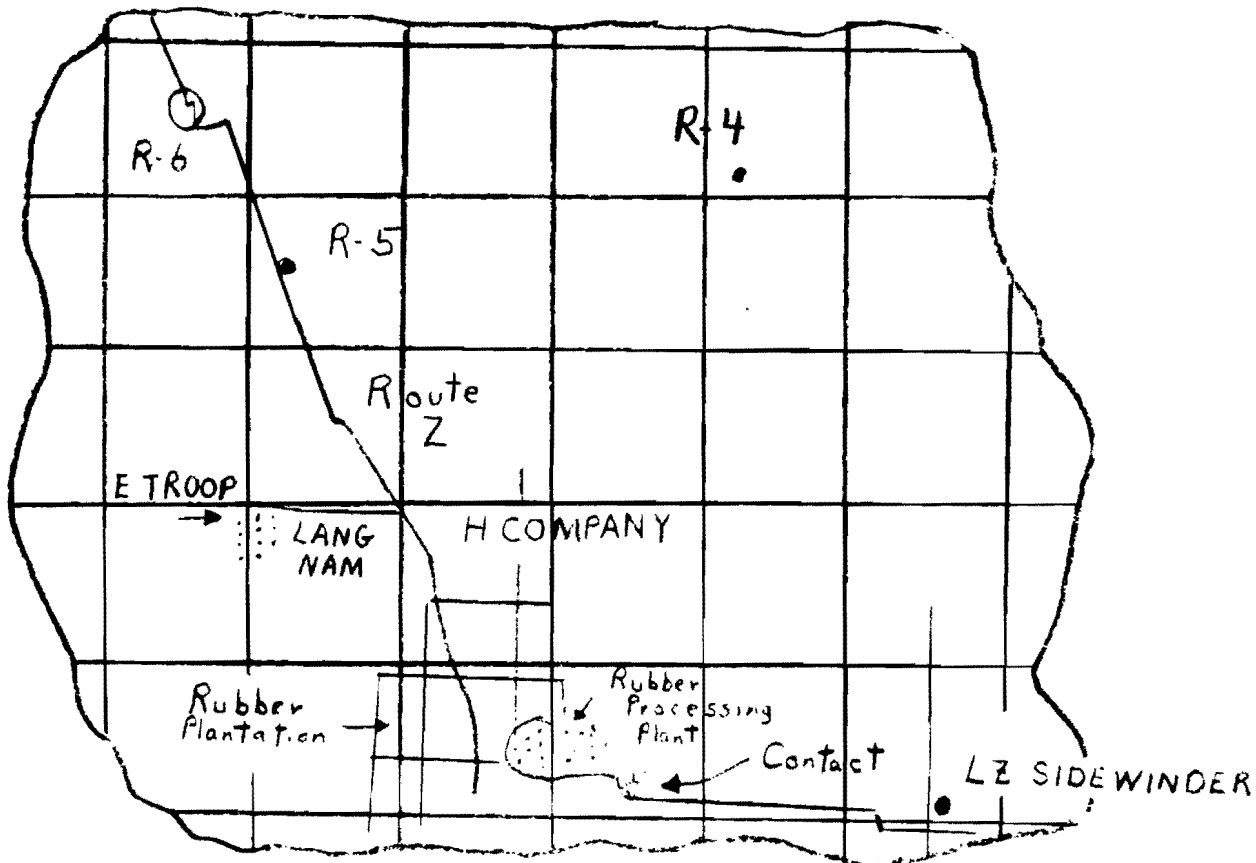 R-4
R-6
R-5
Route
Z
E TROOP
LANG
NAM
H COMPANY
Rubber
Plantation
Rubber
Processing
Plant
Contact
LZ SIDEWINDER